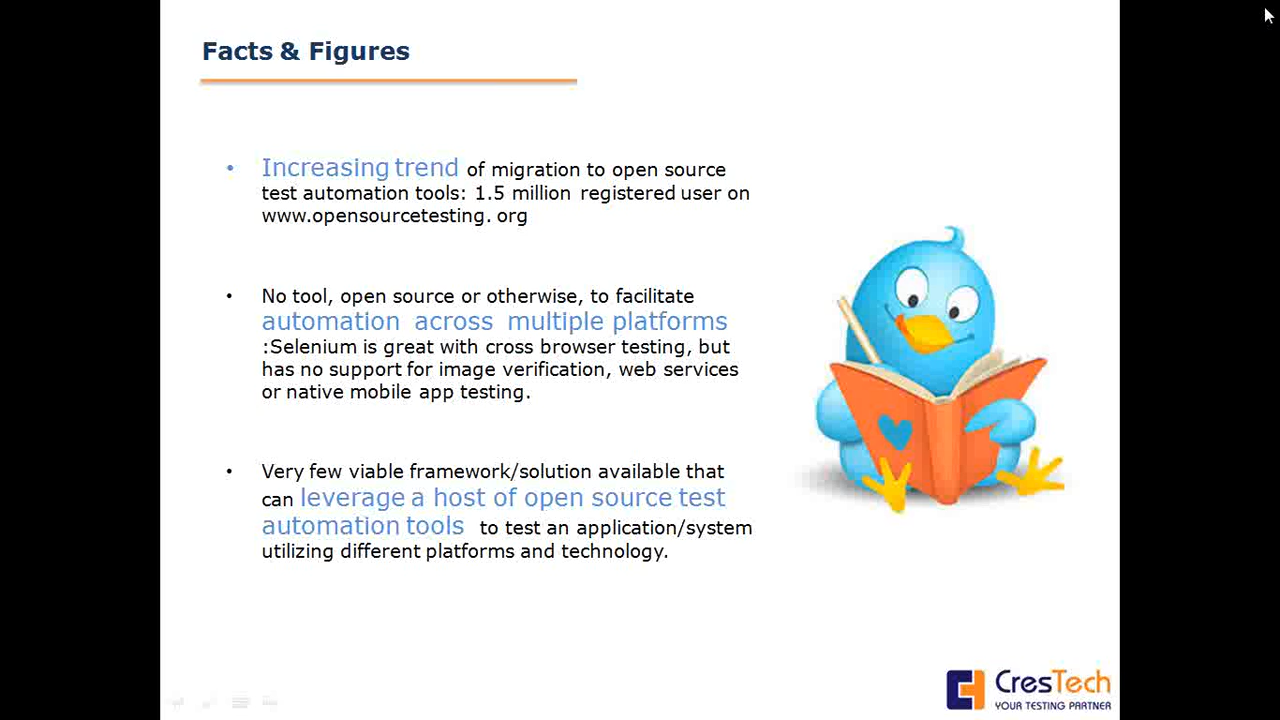 Facts & Figures
• Increasing trend of migration to open source
test automation tools: 1.5 million registered user on
www.opensourcetesting. org
• No tool, open source or otherwise, to facilitate
automation across multiple platforms
:Selenium is great with cross browser testing, but
has no support for image verification, web services
or native mobile app testing.
• Very few viable framework/solution available that
can leverage a host of open source test
automation tools to test an application/system
utilizing different platforms and technology.
CresTech
YOUR TESTING PARTNER